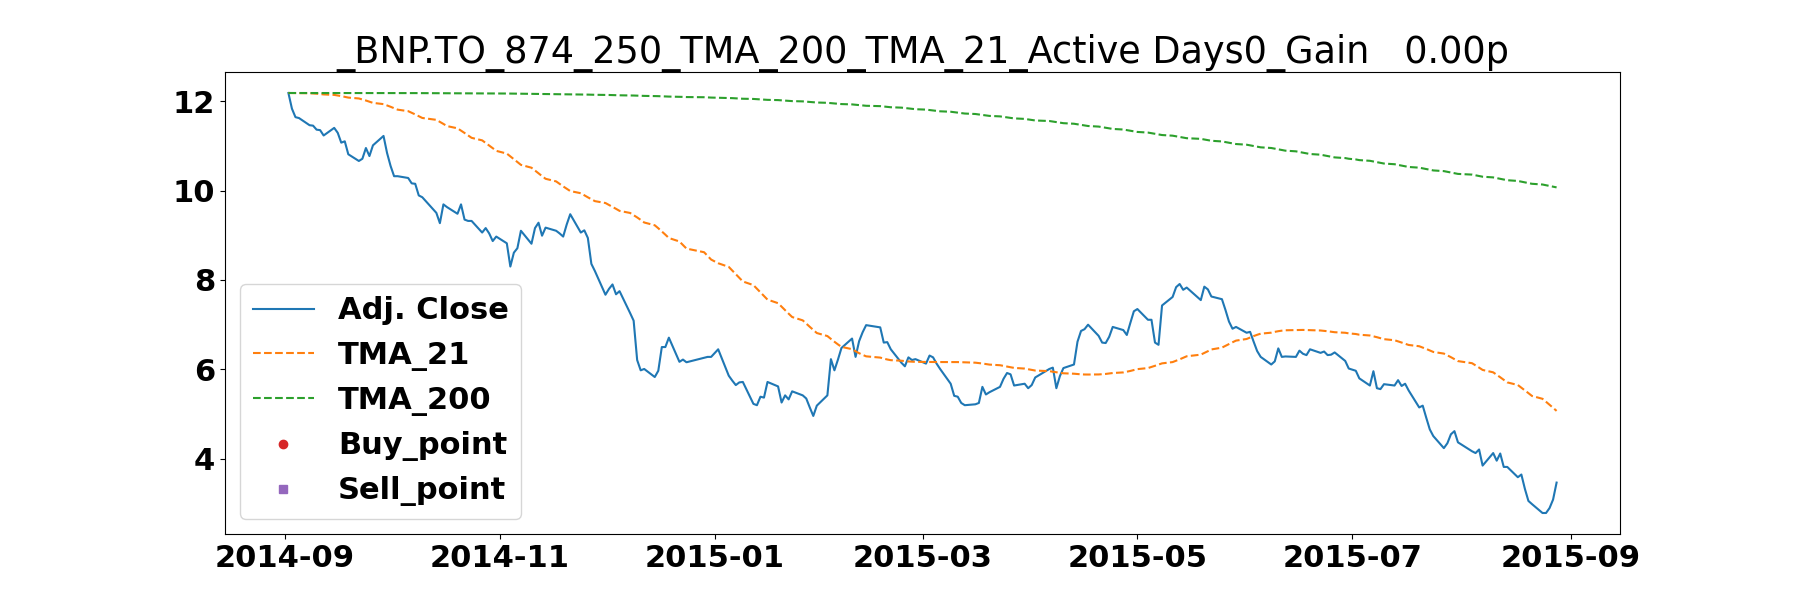 _BNP.TO_874_250_TMA_200_TMA_21_Active Days0_Gain   0.00p
12
10
8
6
4
Adj. Close
TMA_21
TMA_200
Buy_point
Sell_point
2014-09 2014-11 2015-01 2015-03 2015-05 2015-07 2015-09